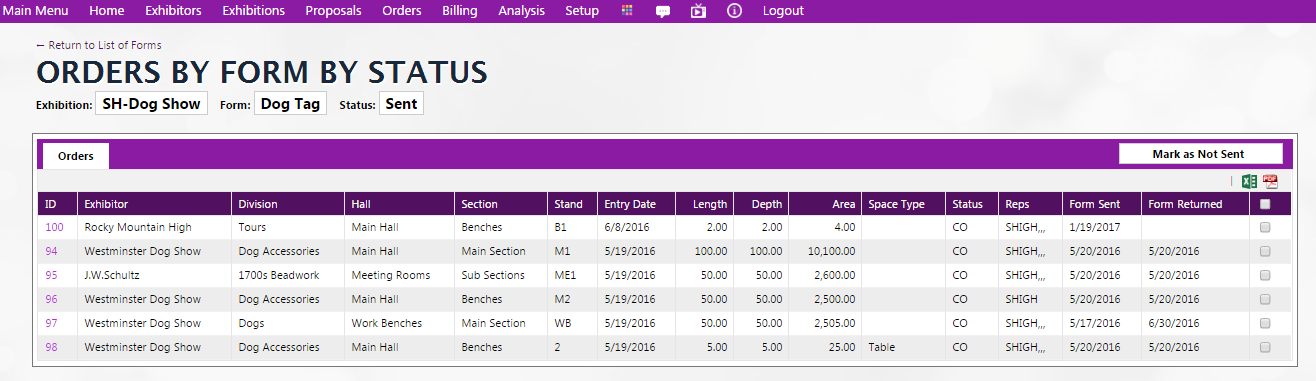 Main Menu Home Exhibitors Exhibitions Proposals Orders Billing Analysis Setup Logout
← Return to List of Forms
ORDERS BY FORM BY STATUS
Exhibition: SH-Dog Show Form: Dog Tag Status: Sent
Orders Mark as Not Sent
ID Exhibitor Division Hall Section Stand Entry Date Length Depth Area Space Type Status Reps Form Sent Form Returned
100 Rocky Mountain High Tours Main Hall Benches B1 6/8/2016 2.00 2.00 4.00 CO SHIGH,,, 1/19/2017
94 Westminster Dog Show Dog Accessories Main Hall Main Section M1 5/19/2016 100.00 100.00 10,100.00 CO SHIGH,,, 5/20/2016 5/20/2016
95 J.W.Schultz 1700s Beadwork Meeting Rooms Sub Sections ME1 5/19/2016 50.00 50.00 2,600.00 CO SHIGH,,, 5/20/2016 5/20/2016
96 Westminster Dog Show Dog Accessories Main Hall Benches M2 5/19/2016 50.00 50.00 2,500.00 CO SHIGH 5/20/2016 5/20/2016
97 Westminster Dog Show Dogs Work Benches Main Section WB 5/19/2016 50.00 50.00 2,505.00 CO SHIGH,,, 5/17/2016 6/30/2016
98 Westminster Dog Show Dog Accessories Main Hall Benches 2 5/19/2016 5.00 5.00 25.00 Table CO SHIGH,,, 5/20/2016 5/20/2016